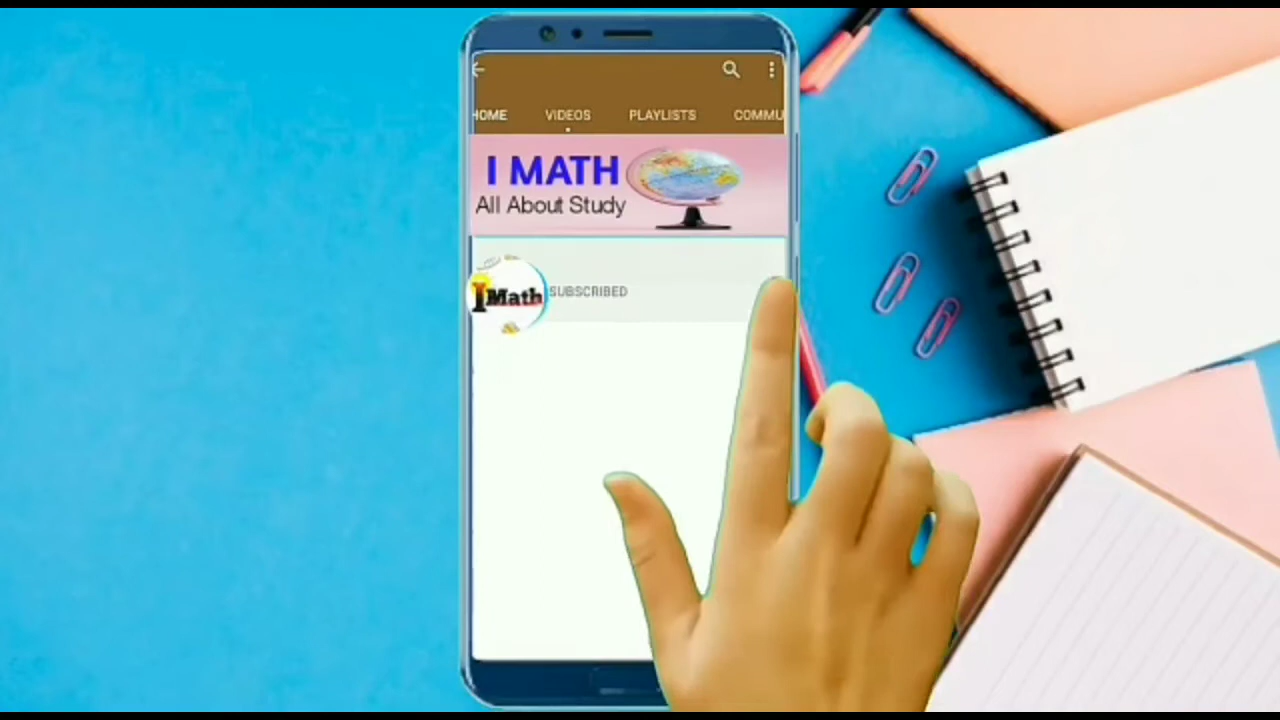 HOME VIDEOS PLAYLISTS COMMU
I MATH
All About Study
IMath
SUBSCRIBED